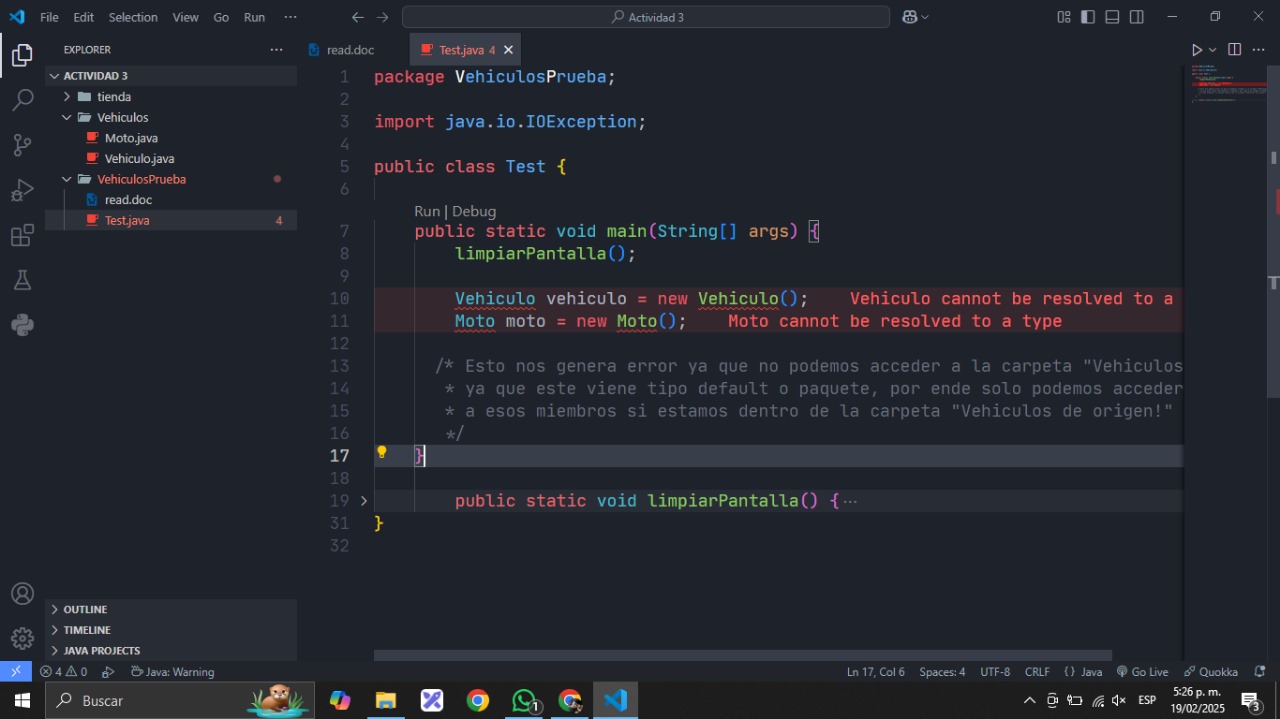 File Edit Selection View Go Run ···
Actividad 3
EXPLORER ···
read.doc
Test.java 4
ACTIVIDAD 3
tienda
Vehiculos
Moto.java
Vehiculo.java
VehiculosPrueba
read.doc
Test.java 4
1 package VehiculosPrueba;
2
3 import java.io.IOException;
4
5 public class Test {
6
Run | Debug
7 public static void main(String[] args) {
8 limpiarPantalla();
9
10 Vehiculo vehiculo = new Vehiculo(); Vehiculo cannot be resolved to a
11 Moto moto = new Moto(); Moto cannot be resolved to a type
12
13 /* Esto nos genera error ya que no podemos acceder a la carpeta "Vehiculos
14 * ya que este viene tipo default o paquete, por ende solo podemos acceder
15 * a esos miembros si estamos dentro de la carpeta "Vehiculos de origen!"
16 */
17 }
18
19 public static void limpiarPantalla() { ···
31 }
32
OUTLINE
TIMELINE
JAVA PROJECTS
4 0 Java: Warning Ln 17, Col 6 Spaces: 4 UTF-8 CRLF {} Java Go Live Quokka
Buscar
1
ESP
5:26 p. m.
19/02/2025
3